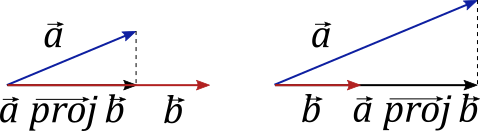 a⃗ a⃗
a⃗ proj⃗ b⃗ b⃗ b⃗ a⃗ proj⃗ b⃗